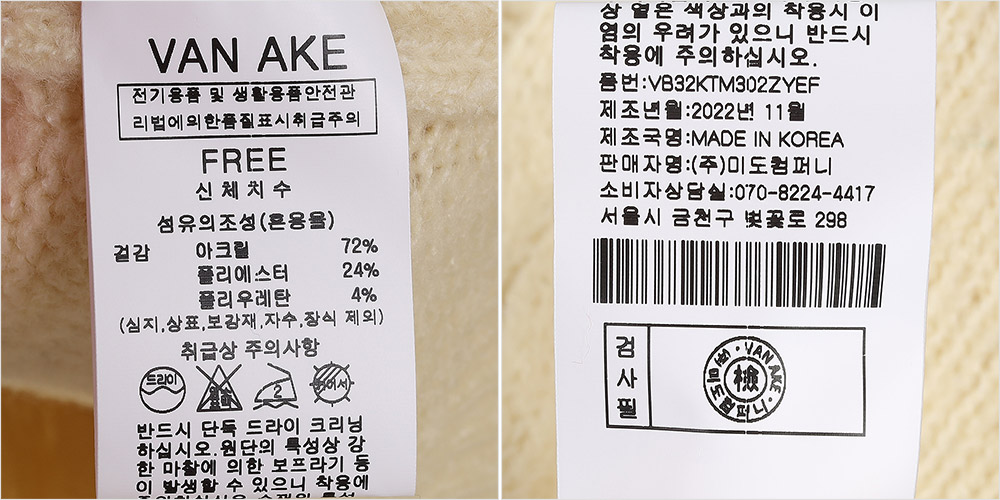 VAN AKE
전기용품 및 생활용품안전관
리법에의한품질표시취급주의
FREE
신체치수
섬유의조성(혼용율)
겉감 아크릴 72%
폴리에스터 24%
폴리우레탄 4%
(심지,상표,보강재,자수,장식 제외)
취급상 주의사항
드라이
반드시 단독 드라이 크리닝
하십시오.원단의 특성상 강
한 마찰에 의한 보프라기 등
이 발생할 수 있으니 착용에
상 옅은 색상과의 착용시 이
염의 우려가 있으니 반드시
착용에 주의하십시오.
품번:VB32KTM302ZYEF
제조년월:2022년 11월
제조국명:MADE IN KOREA
판매자명:(주)미도컴퍼니
소비자상담실:070-8224-4417
서울시 금천구 벚꽃로 298
검사필
VAN AKE
檢
미도컴퍼니